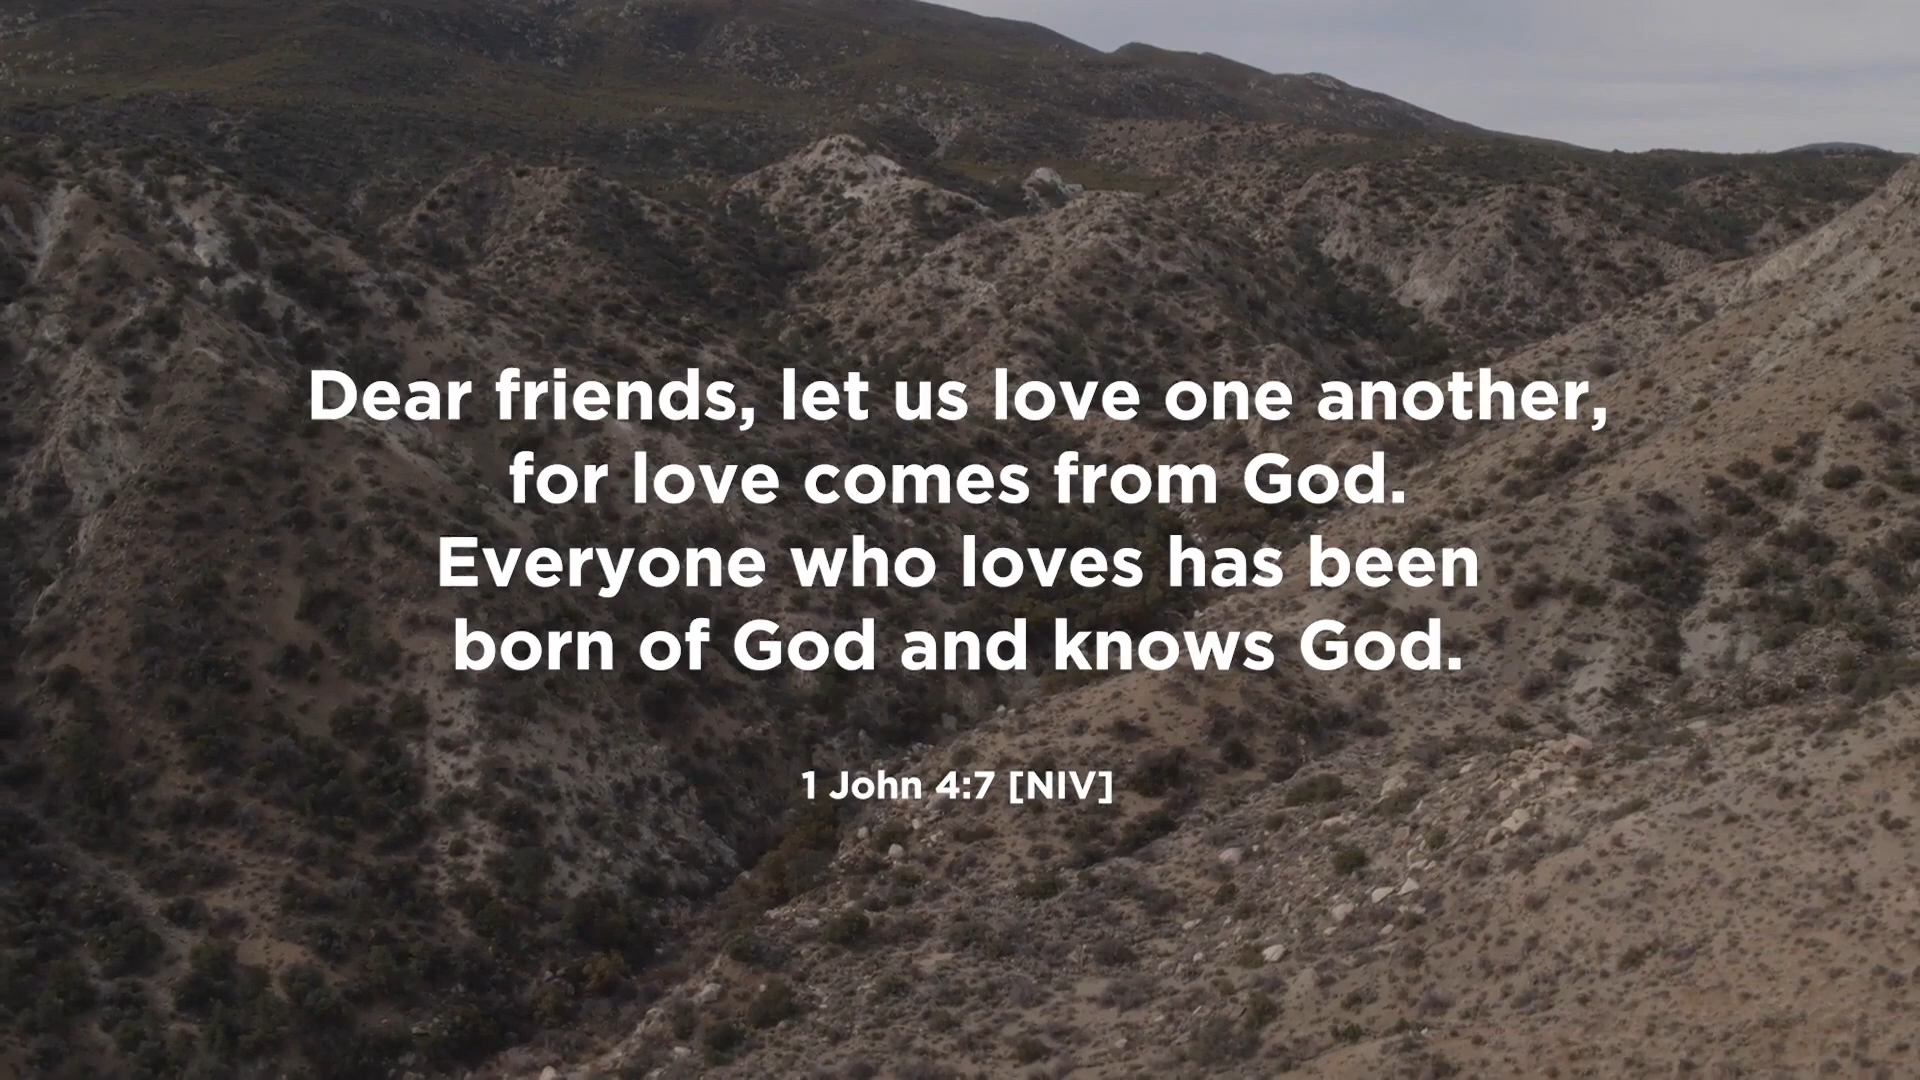 Dear friends, let us love one another,
for love comes from God.
Everyone who loves has been
born of God and knows God.
1 John 4:7 [NIV]